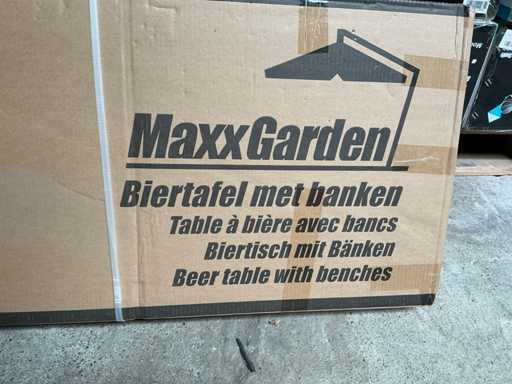 MaxxGarden
Biertafel met banken
Table à bière avec bancs
Biertisch mit Bänken
Beer table with benches